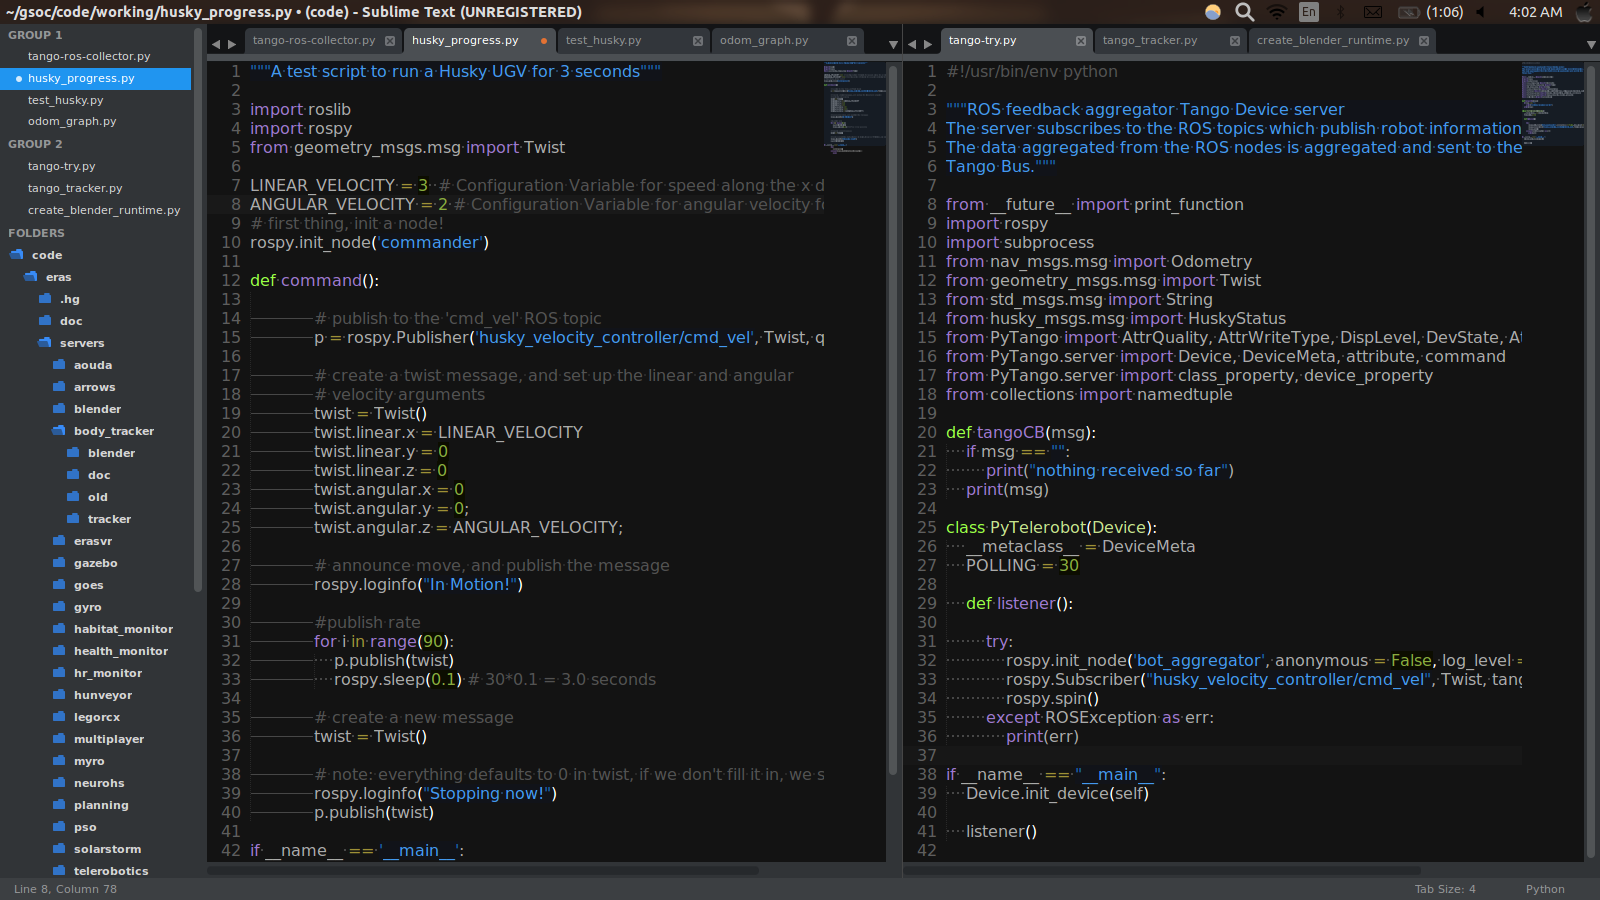 ~/gsoc/code/working/husky_progress.py • (code) - Sublime Text (UNREGISTERED)
En
(1:06)
4:02 AM
GROUP 1
tango-ros-collector.py
husky_progress.py
test_husky.py
odom_graph.py
GROUP 2
tango-try.py
tango_tracker.py
create_blender_runtime.py
FOLDERS
code
eras
.hg
doc
servers
aouda
arrows
blender
body_tracker
blender
doc
old
tracker
erasvr
gazebo
goes
gyro
habitat_monitor
health_monitor
hr_monitor
hunveyor
legorcx
multiplayer
myro
neurohs
planning
pso
solarstorm
telerobotics
tango-ros-collector.py
husky_progress.py
test_husky.py
odom_graph.py
1 """A test script to run a Husky UGV for 3 seconds"""
2
3 import roslib
4 import rospy
5 from geometry_msgs.msg import Twist
6
7 LINEAR_VELOCITY = 3 # Configuration Variable for speed along the x d
8 ANGULAR_VELOCITY = 2 # Configuration Variable for angular velocity fo
9 # first thing, init a node!
10 rospy.init_node('commander')
11
12 def command():
13
14 # publish to the 'cmd_vel' ROS topic
15 p = rospy.Publisher('husky_velocity_controller/cmd_vel', Twist, q
16
17 # create a twist message, and set up the linear and angular
18 # velocity arguments
19 twist = Twist()
20 twist.linear.x = LINEAR_VELOCITY
21 twist.linear.y = 0
22 twist.linear.z = 0
23 twist.angular.x = 0
24 twist.angular.y = 0;
25 twist.angular.z = ANGULAR_VELOCITY;
26
27 # announce move, and publish the message
28 rospy.loginfo("In Motion!")
29
30 #publish rate
31 for i in range(90):
32 p.publish(twist)
33 rospy.sleep(0.1) # 30*0.1 = 3.0 seconds
34
35 # create a new message
36 twist = Twist()
37
38 # note: everything defaults to 0 in twist, if we don't fill it in, we s
39 rospy.loginfo("Stopping now!")
40 p.publish(twist)
41
42 if __name__ == '__main__':
tango-try.py
tango_tracker.py
create_blender_runtime.py
1 #!/usr/bin/env python
2
3 """ROS feedback aggregator Tango Device server
4 The server subscribes to the ROS topics which publish robot information
5 The data aggregated from the ROS nodes is aggregated and sent to the
6 Tango Bus."""
7
8 from __future__ import print_function
9 import rospy
10 import subprocess
11 from nav_msgs.msg import Odometry
12 from geometry_msgs.msg import Twist
13 from std_msgs.msg import String
14 from husky_msgs.msg import HuskyStatus
15 from PyTango import AttrQuality, AttrWriteType, DispLevel, DevState, At
16 from PyTango.server import Device, DeviceMeta, attribute, command
17 from PyTango.server import class_property, device_property
18 from collections import namedtuple
19
20 def tangoCB(msg):
21 if msg == "":
22 print("nothing received so far")
23 print(msg)
24
25 class PyTelerobot(Device):
26 __metaclass__ = DeviceMeta
27 POLLING = 30
28
29 def listener():
30
31 try:
32 rospy.init_node('bot_aggregator', anonymous = False, log_level =
33 rospy.Subscriber("husky_velocity_controller/cmd_vel", Twist, tang
34 rospy.spin()
35 except ROSException as err:
36 print(err)
37
38 if __name__ == "__main__":
39 Device.init_device(self)
40
41 listener()
42
Line 8, Column 78
Tab Size: 4
Python